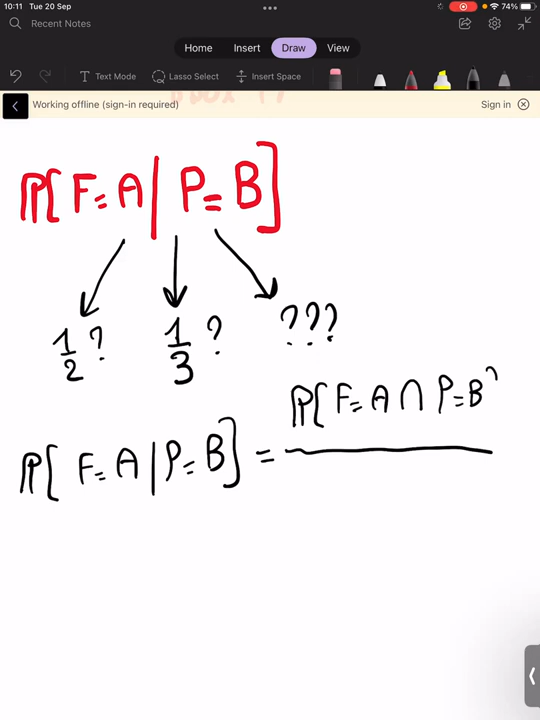 10:11 Tue 20 Sep 74%
Recent Notes
Home Insert Draw View
Text Mode Lasso Select Insert Space
Working offline (sign-in required) Sign in
ℙ[F=A|P=B]
1/2? 1/3? ???
ℙ[F=A|P=B] = ℙ[F=A∩P=B